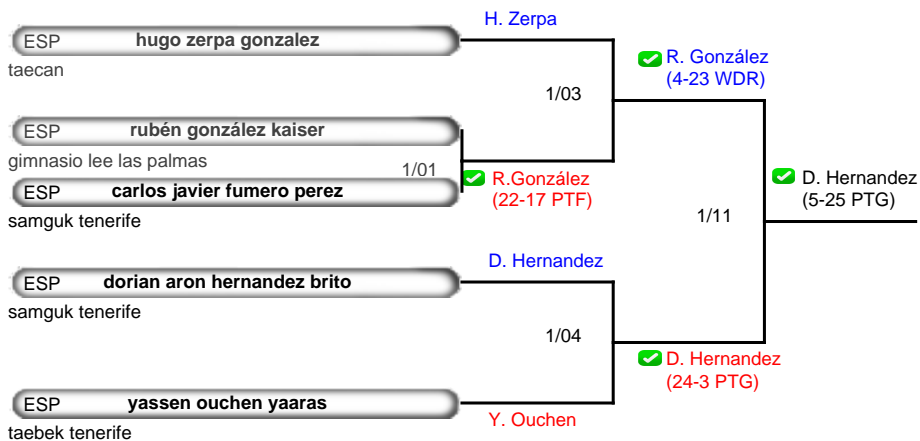 H. Zerpa
ESP hugo zerpa gonzalez
taecan
R. González
(4-23 WDR)
1/03
ESP rubén gonzález kaiser
gimnasio lee las palmas
1/01
R.González
(22-17 PTF)
ESP carlos javier fumero perez
samguk tenerife
D. Hernandez
(5-25 PTG)
1/11
D. Hernandez
ESP dorian aron hernandez brito
samguk tenerife
1/04
D. Hernandez
(24-3 PTG)
ESP yassen ouchen yaaras
Y. Ouchen
taebek tenerife